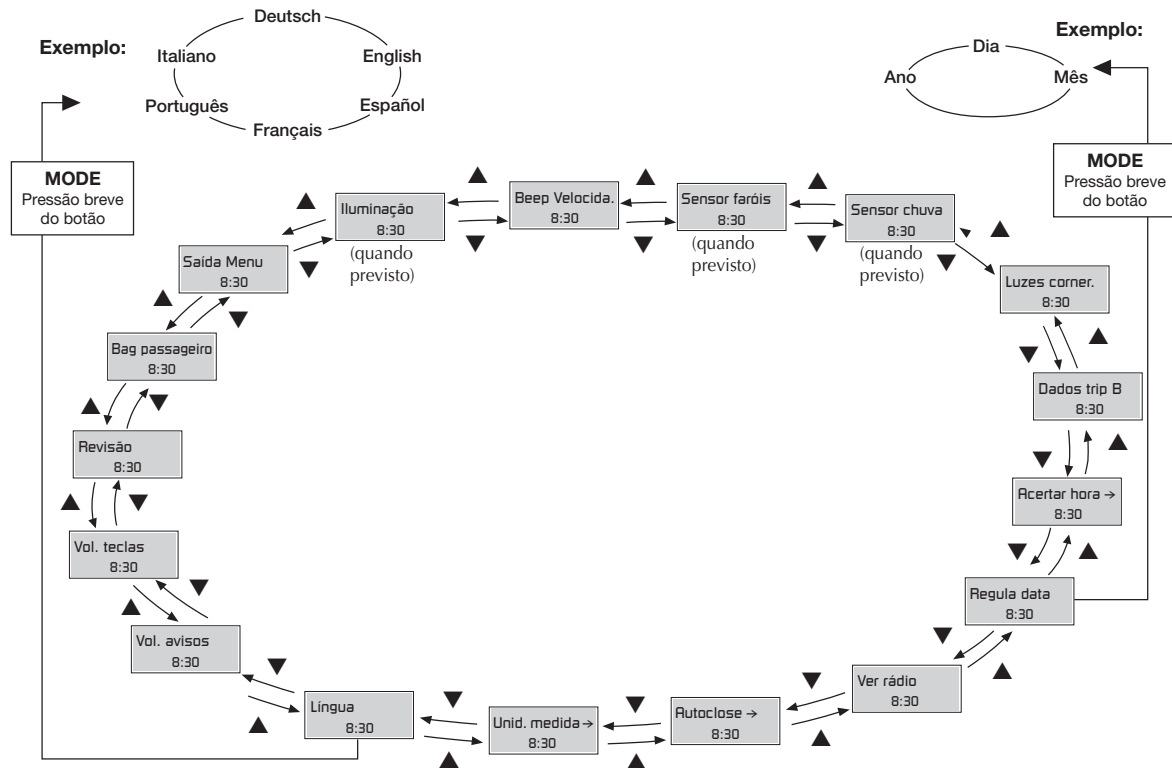 Exemplo:
Deutsch
Italiano
English
Português
Español
Français
Exemplo:
Dia
Ano
Mês
MODE
Pressão breve
do botão
MODE
Pressão breve
do botão
Iluminação
8:30
(quando
previsto)
Beep Velocida.
8:30
Sensor faróis
8:30
(quando
previsto)
Sensor chuva
8:30
(quando
previsto)
Luzes corner.
8:30
Dados trip B
8:30
Acertar hora →
8:30
Regula data
8:30
Ver rádio
8:30
Autoclose →
8:30
Unid. medida →
8:30
Língua
8:30
Vol. avisos
8:30
Vol. teclas
8:30
Revisão
8:30
Bag passageiro
8:30
Saída Menu
8:30